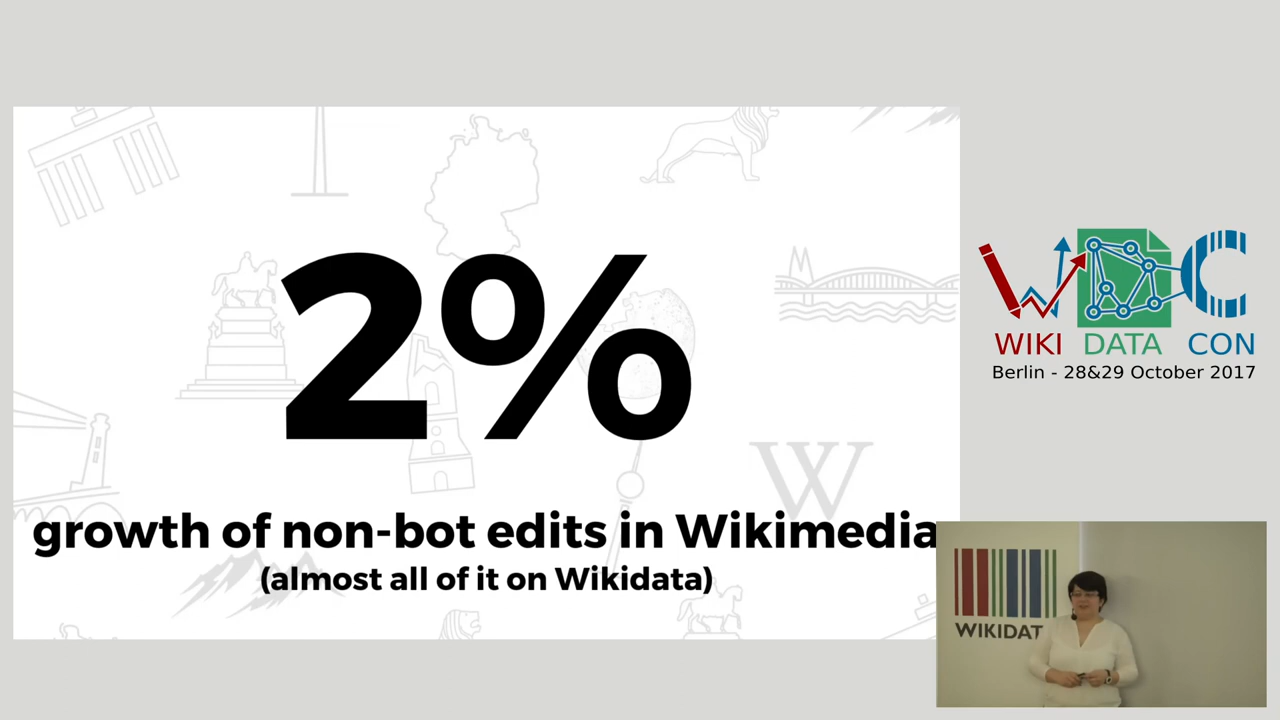 2%
growth of non-bot edits in Wikimedia
(almost all of it on Wikidata)
W
WDC
WIKI DATA CON
Berlin - 28&29 October 2017
WIKIDAT